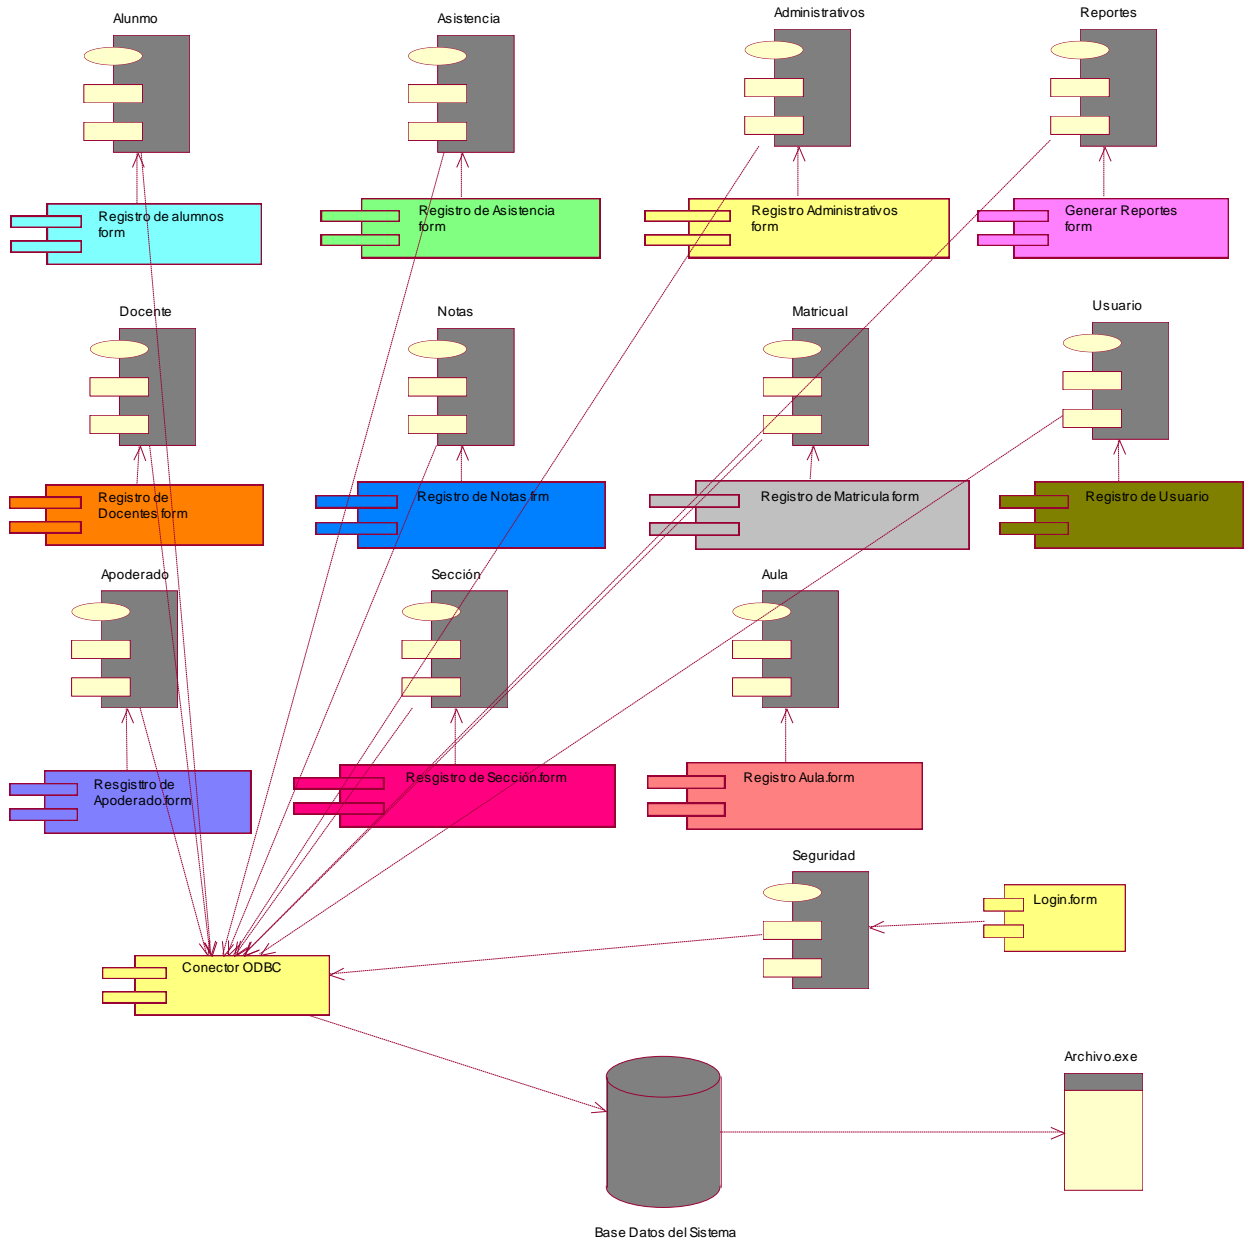 Alunmo
Asistencia
Administrativos
Reportes
Registro de alumnos
form
Registro de Asistencia
form
Registro Administrativos
form
Generar Reportes
form
Docente
Notas
Matricual
Usuario
Registro de
Docentes form
Registro de Notas.frm
Registro de Matricula form
Registro de Usuario
Apoderado
Sección
Aula
Resgisttro de
Apoderado.form
Resgistro de Sección.form
Registro Aula.form
Seguridad
Login.form
Conector ODBC
Archivo.exe
Base Datos del Sistema